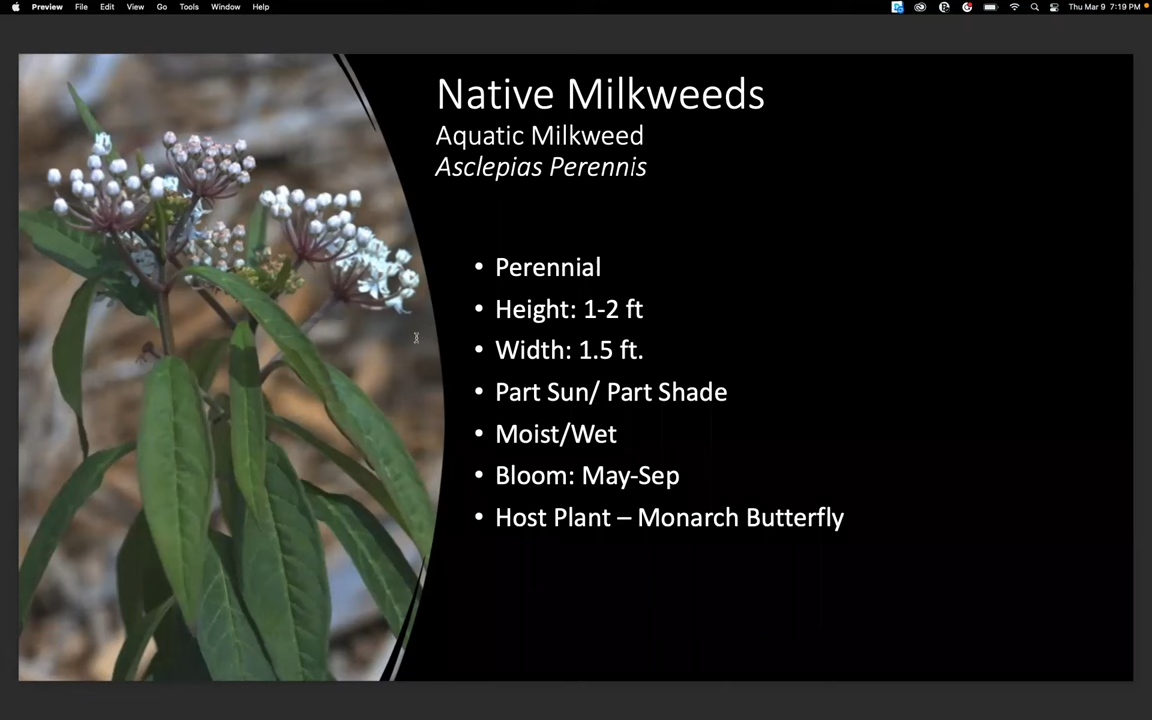 Preview File Edit View Go Tools Window Help Thu Mar 9 7:19 PM
Native Milkweeds
Aquatic Milkweed
Asclepias Perennis
• Perennial
• Height: 1-2 ft
• Width: 1.5 ft.
• Part Sun/ Part Shade
• Moist/Wet
• Bloom: May-Sep
• Host Plant – Monarch Butterfly